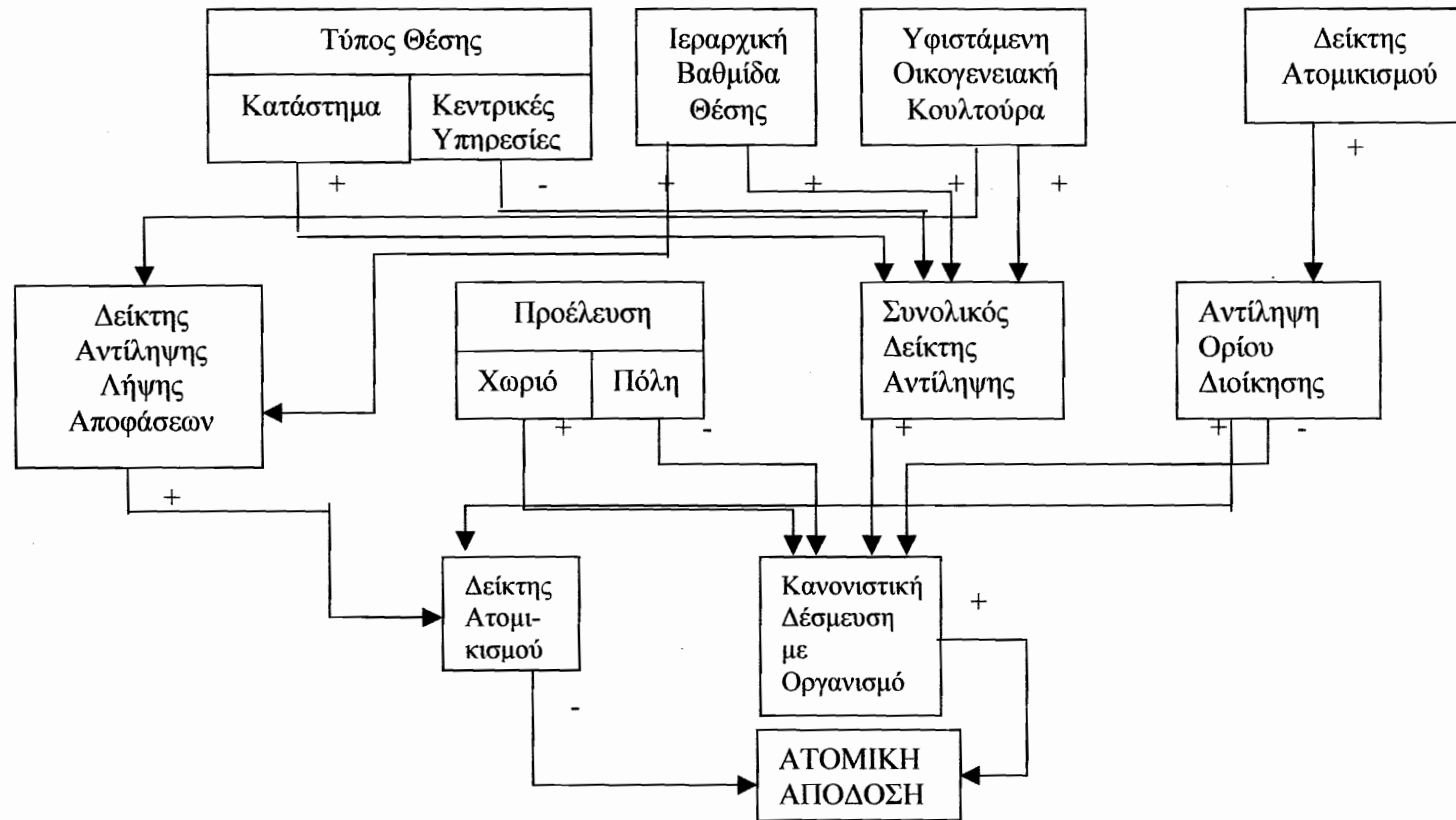 Τύπος Θέσης
Κατάστημα
Κεντρικές
Υπηρεσίες
Ιεραρχική
Βαθμίδα
Θέσης
Υφιστάμενη
Οικογενειακή
Κουλτούρα
Δείκτης
Ατομικισμού
+
-
+
+
+
+
+
Δείκτης
Αντίληψης
Λήψης
Αποφάσεων
Προέλευση
Χωριό
Πόλη
Συνολικός
Δείκτης
Αντίληψης
Αντίληψη
Ορίου
Διοίκησης
+
-
+
+
-
+
Δείκτης
Ατομι-
κισμού
Κανονιστική
Δέσμευση
με
Οργανισμό
+
-
ΑΤΟΜΙΚΗ
ΑΠΟΔΟΣΗ